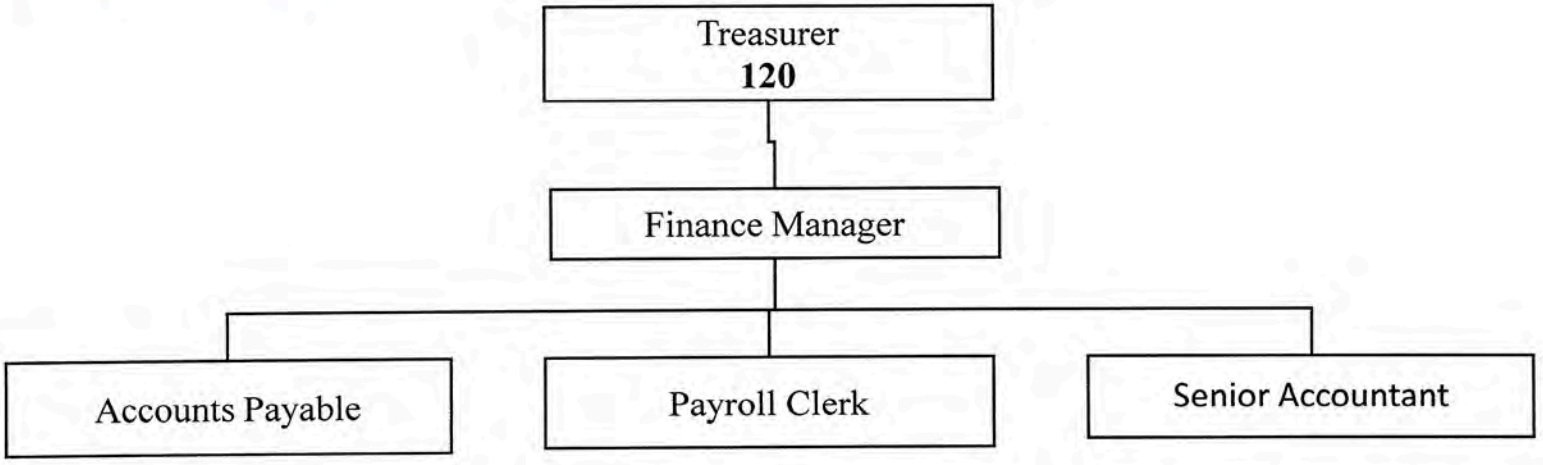 Treasurer
120
Finance Manager
Accounts Payable
Payroll Clerk
Senior Accountant